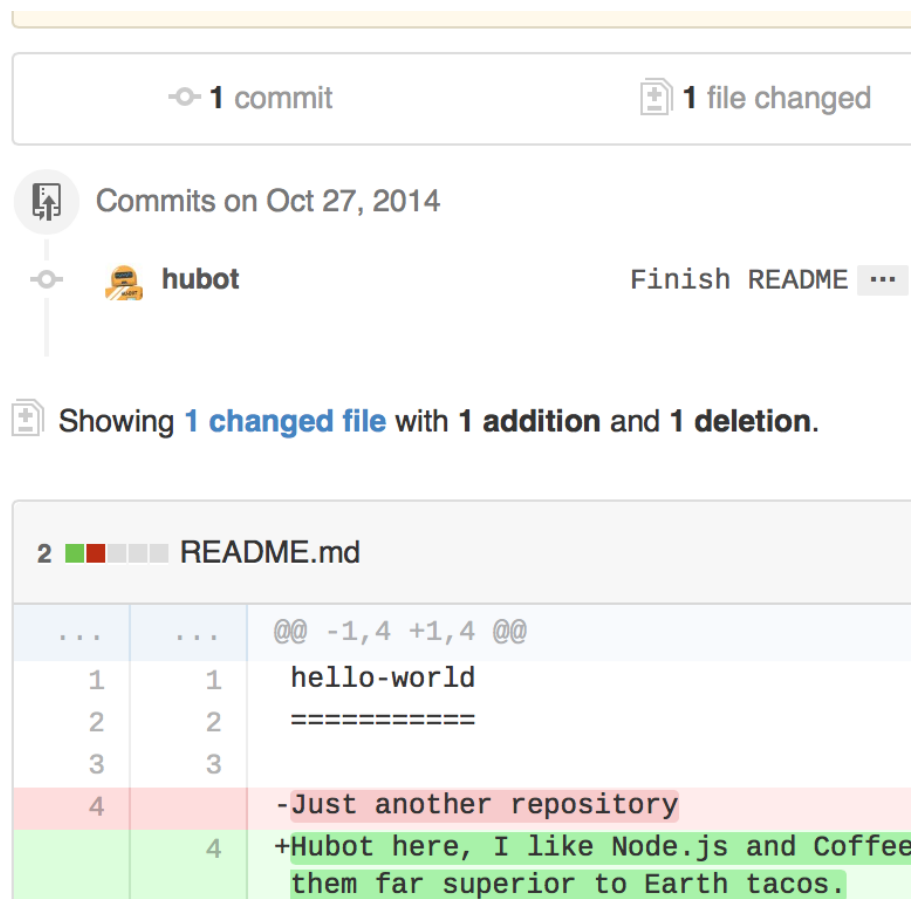 1 commit 1 file changed
Commits on Oct 27, 2014
hubot Finish README ...
Showing 1 changed file with 1 addition and 1 deletion.
2 README.md
... ... @@ -1,4 +1,4 @@
1 1 hello-world
2 2 ===========
3 3
4 -Just another repository
4 +Hubot here, I like Node.js and Coffee
them far superior to Earth tacos.